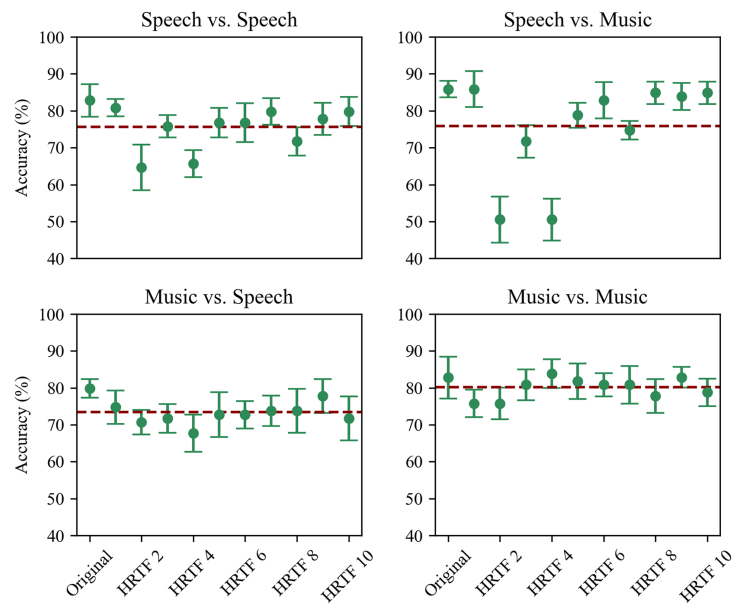 Speech vs. Speech
Speech vs. Music
100
90
80
70
60
50
40
Accuracy (%)
100
90
80
70
60
50
40
Music vs. Speech
Music vs. Music
100
90
80
70
60
50
40
Accuracy (%)
100
90
80
70
60
50
40
Original
HRTF 2
HRTF 4
HRTF 6
HRTF 8
HRTF 10
Original
HRTF 2
HRTF 4
HRTF 6
HRTF 8
HRTF 10